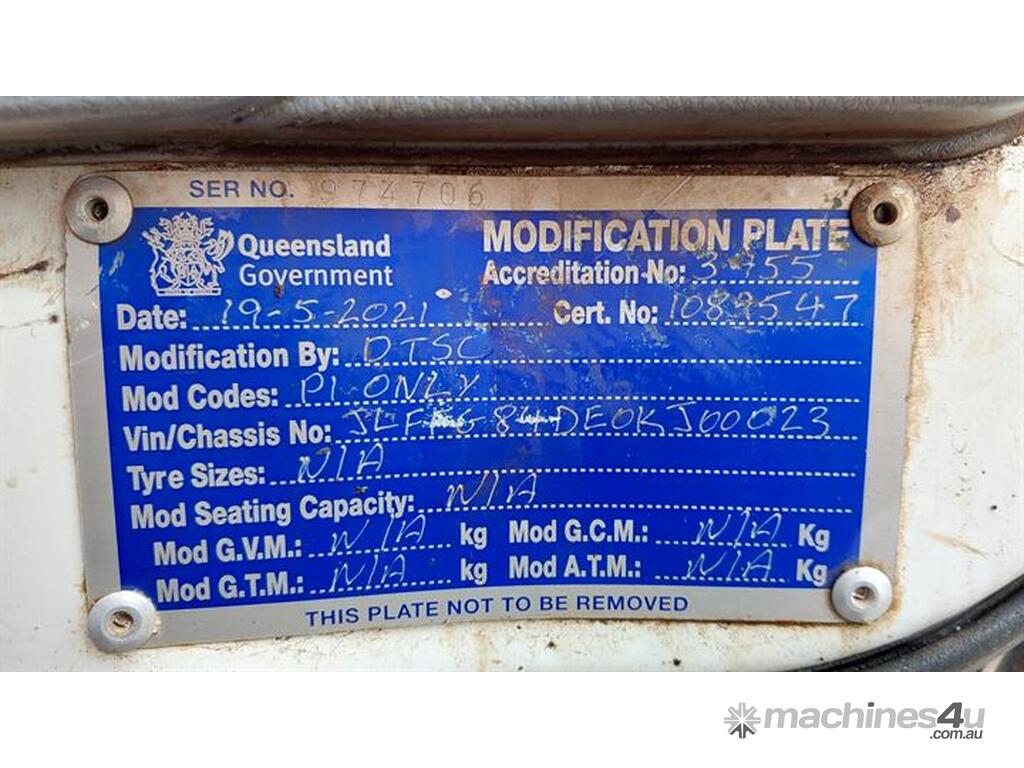 SER NO. 974706
Queensland
Government
MODIFICATION PLATE
Accreditation No: 3955
Date: 19-5-2021 Cert. No: 1089547
Modification By: DTSC
Mod Codes: P1 ONLY
Vin/Chassis No:
Tyre Sizes: N/A
Mod Seating Capacity: N/A
Mod G.V.M.: N/A kg Mod G.C.M.: N/A Kg
Mod G.T.M.: N/A kg Mod A.T.M.: N/A Kg
THIS PLATE NOT TO BE REMOVED
machines4u
.com.au